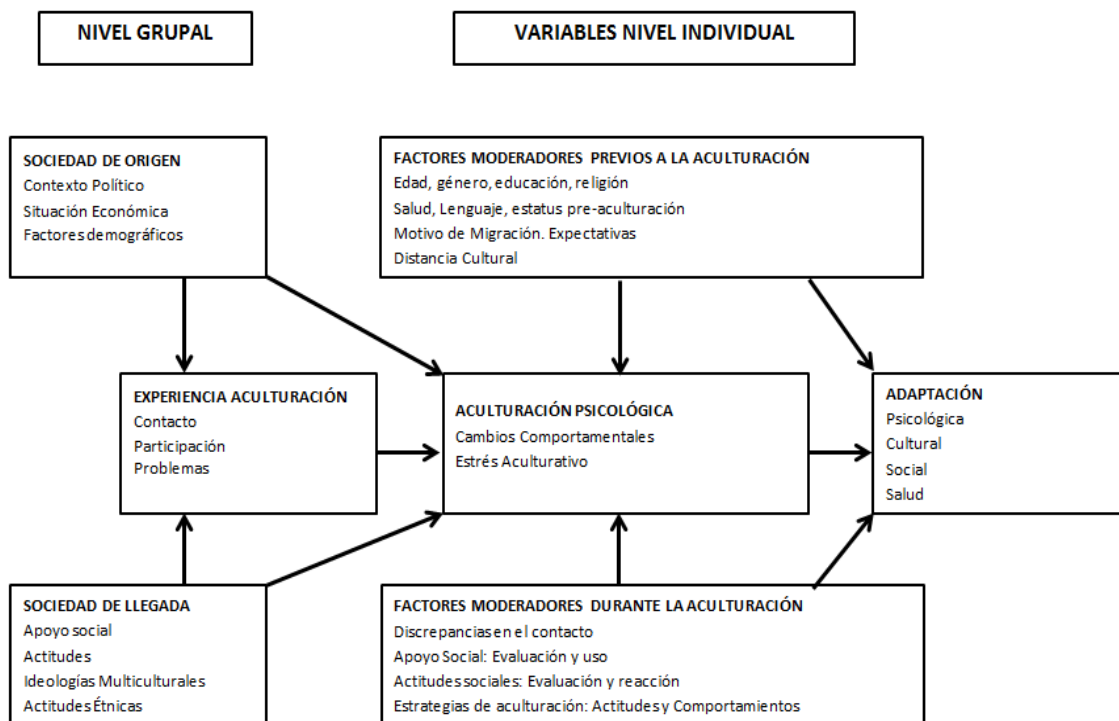 NIVEL GRUPAL
VARIABLES NIVEL INDIVIDUAL
SOCIEDAD DE ORIGEN
Contexto Político
Situación Económica
Factores demográficos
FACTORES MODERADORES PREVIOS A LA ACULTURACIÓN
Edad, género, educación, religión
Salud, Lenguaje, estatus pre-aculturación
Motivo de Migración. Expectativas
Distancia Cultural
EXPERIENCIA ACULTURACIÓN
Contacto
Participación
Problemas
ACULTURACIÓN PSICOLÓGICA
Cambios Comportamentales
Estrés Aculturativo
ADAPTACIÓN
Psicológica
Cultural
Social
Salud
SOCIEDAD DE LLEGADA
Apoyo social
Actitudes
Ideologías Multiculturales
Actitudes Étnicas
FACTORES MODERADORES DURANTE LA ACULTURACIÓN
Discrepancias en el contacto
Apoyo Social: Evaluación y uso
Actitudes sociales: Evaluación y reacción
Estrategias de aculturación: Actitudes y Comportamientos